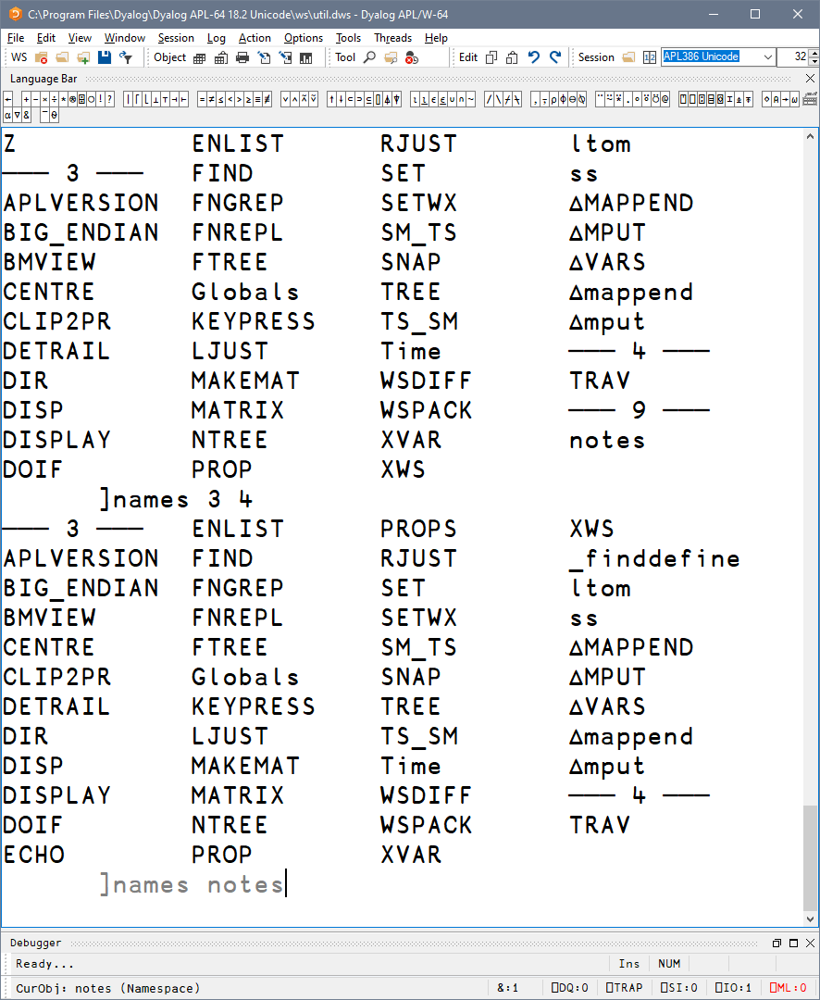 C:\Program Files\Dyalog\Dyalog APL-64 18.2 Unicode\ws\util.dws - Dyalog APL/W-64
File Edit View Window Session Log Action Options Tools Threads Help
WS Object Tool Edit Session APL386 Unicode 32
Language Bar
← + - × ÷ * ⍟ ⌹ ○ ! ? | ⌈ ⌊ ⊥ ⊤ ⊣ ⊢ = ≠ ≤ < > ≥ ≡ ≢ ∨ ∧ ⍲ ⍱ ↑ ↓ ⊂ ⊃ ⊆ ⌷ ⍋ ⍒ ⍳ ⍸ ∊ ⍷ ∪ ∩ ~ / \ ⌿ ⍀ , ⍪ ⍴ ⌽ ⊖ ⍉ ¨ ⍨ ⍣ . ∘ ⍤ ⍥ @
⍺ ∇ & ¯ ⍬
Z ENLIST RJUST ltom
─── 3 ─── FIND SET ss
APLVERSION FNGREP SETWX ∆MAPPEND
BIG_ENDIAN FNREPL SM_TS ∆MPUT
BMVIEW FTREE SNAP ∆VARS
CENTRE Globals TREE ∆mappend
CLIP2PR KEYPRESS TS_SM ∆mput
DETRAIL LJUST Time ─── 4 ───
DIR MAKEMAT WSDIFF TRAV
DISP MATRIX WSPACK ─── 9 ───
DISPLAY NTREE XVAR notes
DOIF PROP XWS
]names 3 4
─── 3 ─── ENLIST PROPS XWS
APLVERSION FIND RJUST _finddefine
BIG_ENDIAN FNGREP SET ltom
BMVIEW FNREPL SETWX ss
CENTRE FTREE SM_TS ∆MAPPEND
CLIP2PR Globals SNAP ∆MPUT
DETRAIL KEYPRESS TREE ∆VARS
DIR LJUST TS_SM ∆mappend
DISP MAKEMAT Time ∆mput
DISPLAY MATRIX WSDIFF ─── 4 ───
DOIF NTREE WSPACK TRAV
ECHO PROP XVAR
]names notes
Debugger
Ready... Ins NUM
CurObj: notes (Namespace) &:1 ⎕DQ:0 ⎕TRAP ⎕SI:0 ⎕IO:1 ⎕ML:0